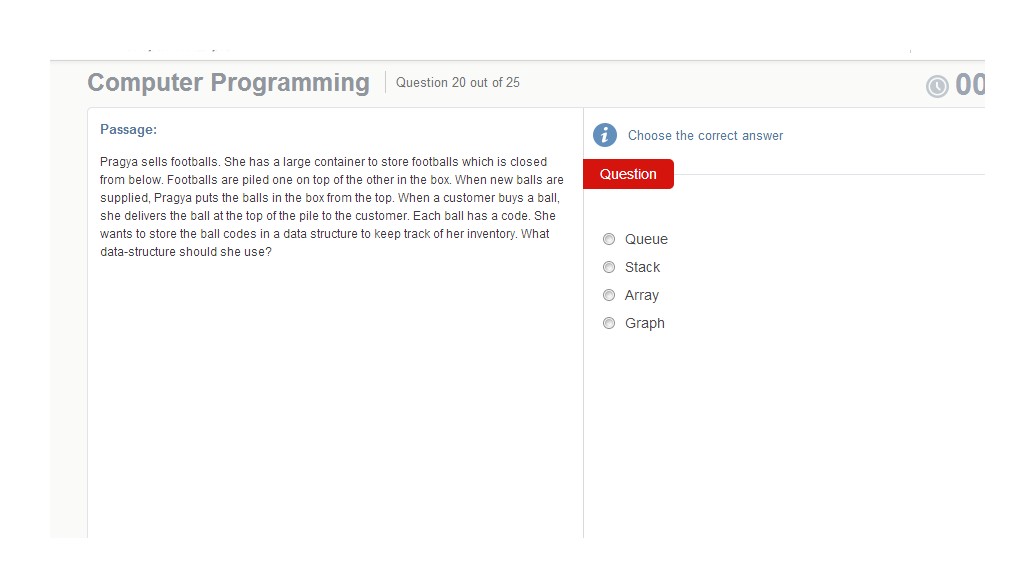 Computer Programming
Question 20 out of 25
00
Passage:
Pragya sells footballs. She has a large container to store footballs which is closed
from below. Footballs are piled one on top of the other in the box. When new balls are
supplied, Pragya puts the balls in the box from the top. When a customer buys a ball,
she delivers the ball at the top of the pile to the customer. Each ball has a code. She
wants to store the ball codes in a data structure to keep track of her inventory. What
data-structure should she use?
i
Choose the correct answer
Question
Queue
Stack
Array
Graph